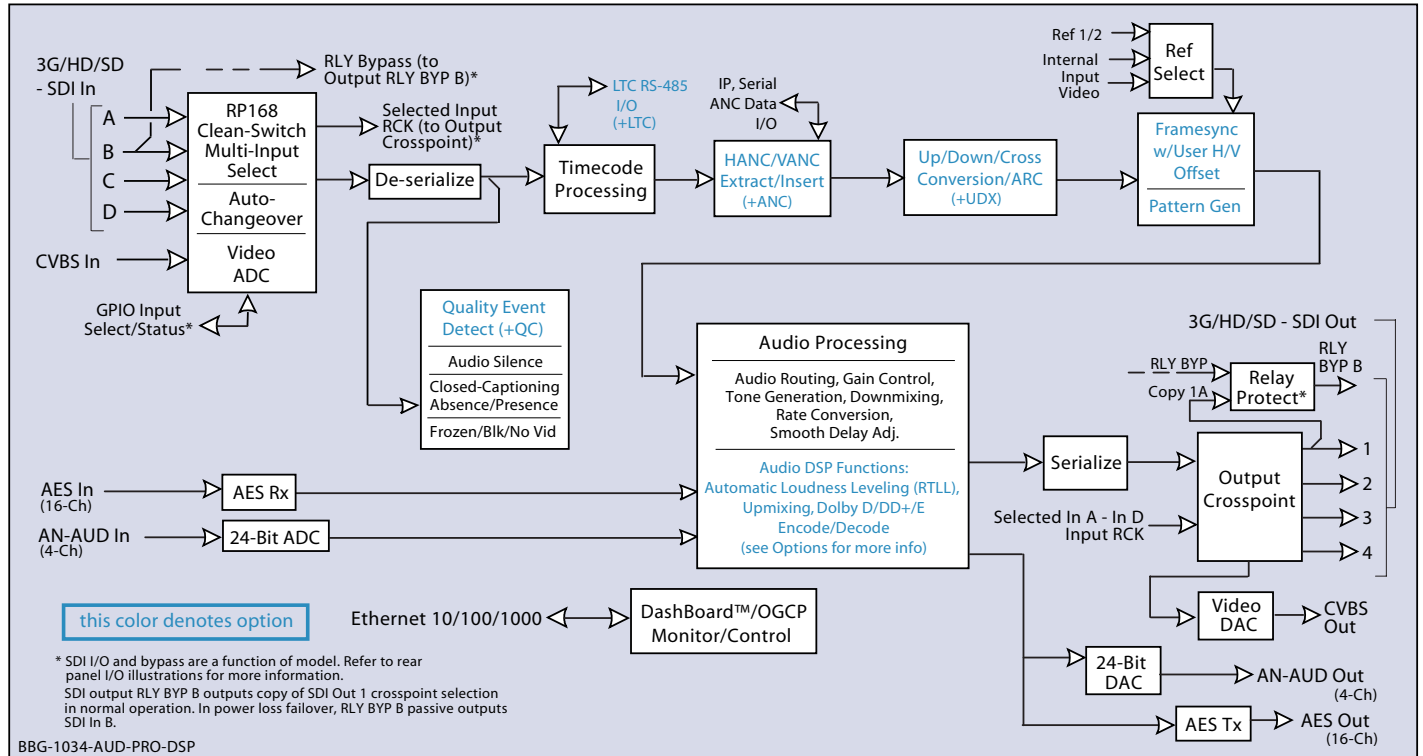 3G/HD/SD
- SDI In
A
B
C
D
CVBS In
GPIO Input
Select/Status*
RLY Bypass (to
Output RLY BYP B)*
RP168
Clean-Switch
Multi-Input
Select
Auto-
Changeover
Video
ADC
Selected Input
RCK (to Output
Crosspoint)*
De-serialize
LTC RS-485
I/O
(+LTC)
Timecode
Processing
IP, Serial
ANC Data
I/O
HANC/VANC
Extract/Insert
(+ANC)
Up/Down/Cross
Conversion/ARC
(+UDX)
Ref 1/2
Internal
Input
Video
Ref
Select
Framesync
w/User H/V
Offset
Pattern Gen
Quality Event
Detect (+QC)
Audio Silence
Closed-Captioning
Absence/Presence
Frozen/Blk/No Vid
AES In
(16-Ch)
AES Rx
AN-AUD In
(4-Ch)
24-Bit ADC
Audio Processing
Audio Routing, Gain Control,
Tone Generation, Downmixing,
Rate Conversion,
Smooth Delay Adj.
Audio DSP Functions:
Automatic Loudness Leveling (RTLL),
Upmixing, Dolby D/DD+/E
Encode/Decode
(see Options for more info)
3G/HD/SD - SDI Out
RLY BYP
Copy 1A
Relay
Protect*
RLY
BYP B
Serialize
Selected In A - In D
Input RCK
Output
Crosspoint
1
2
3
4
Video
DAC
CVBS
Out
24-Bit
DAC
AN-AUD Out
(4-Ch)
AES Tx
AES Out
(16-Ch)
this color denotes option
Ethernet 10/100/1000
DashBoard™/OGCP
Monitor/Control
* SDI I/O and bypass are a function of model. Refer to rear
panel I/O illustrations for more information.
SDI output RLY BYP B outputs copy of SDI Out 1 crosspoint selection
in normal operation. In power loss failover, RLY BYP B passive outputs
SDI In B.
BBG-1034-AUD-PRO-DSP